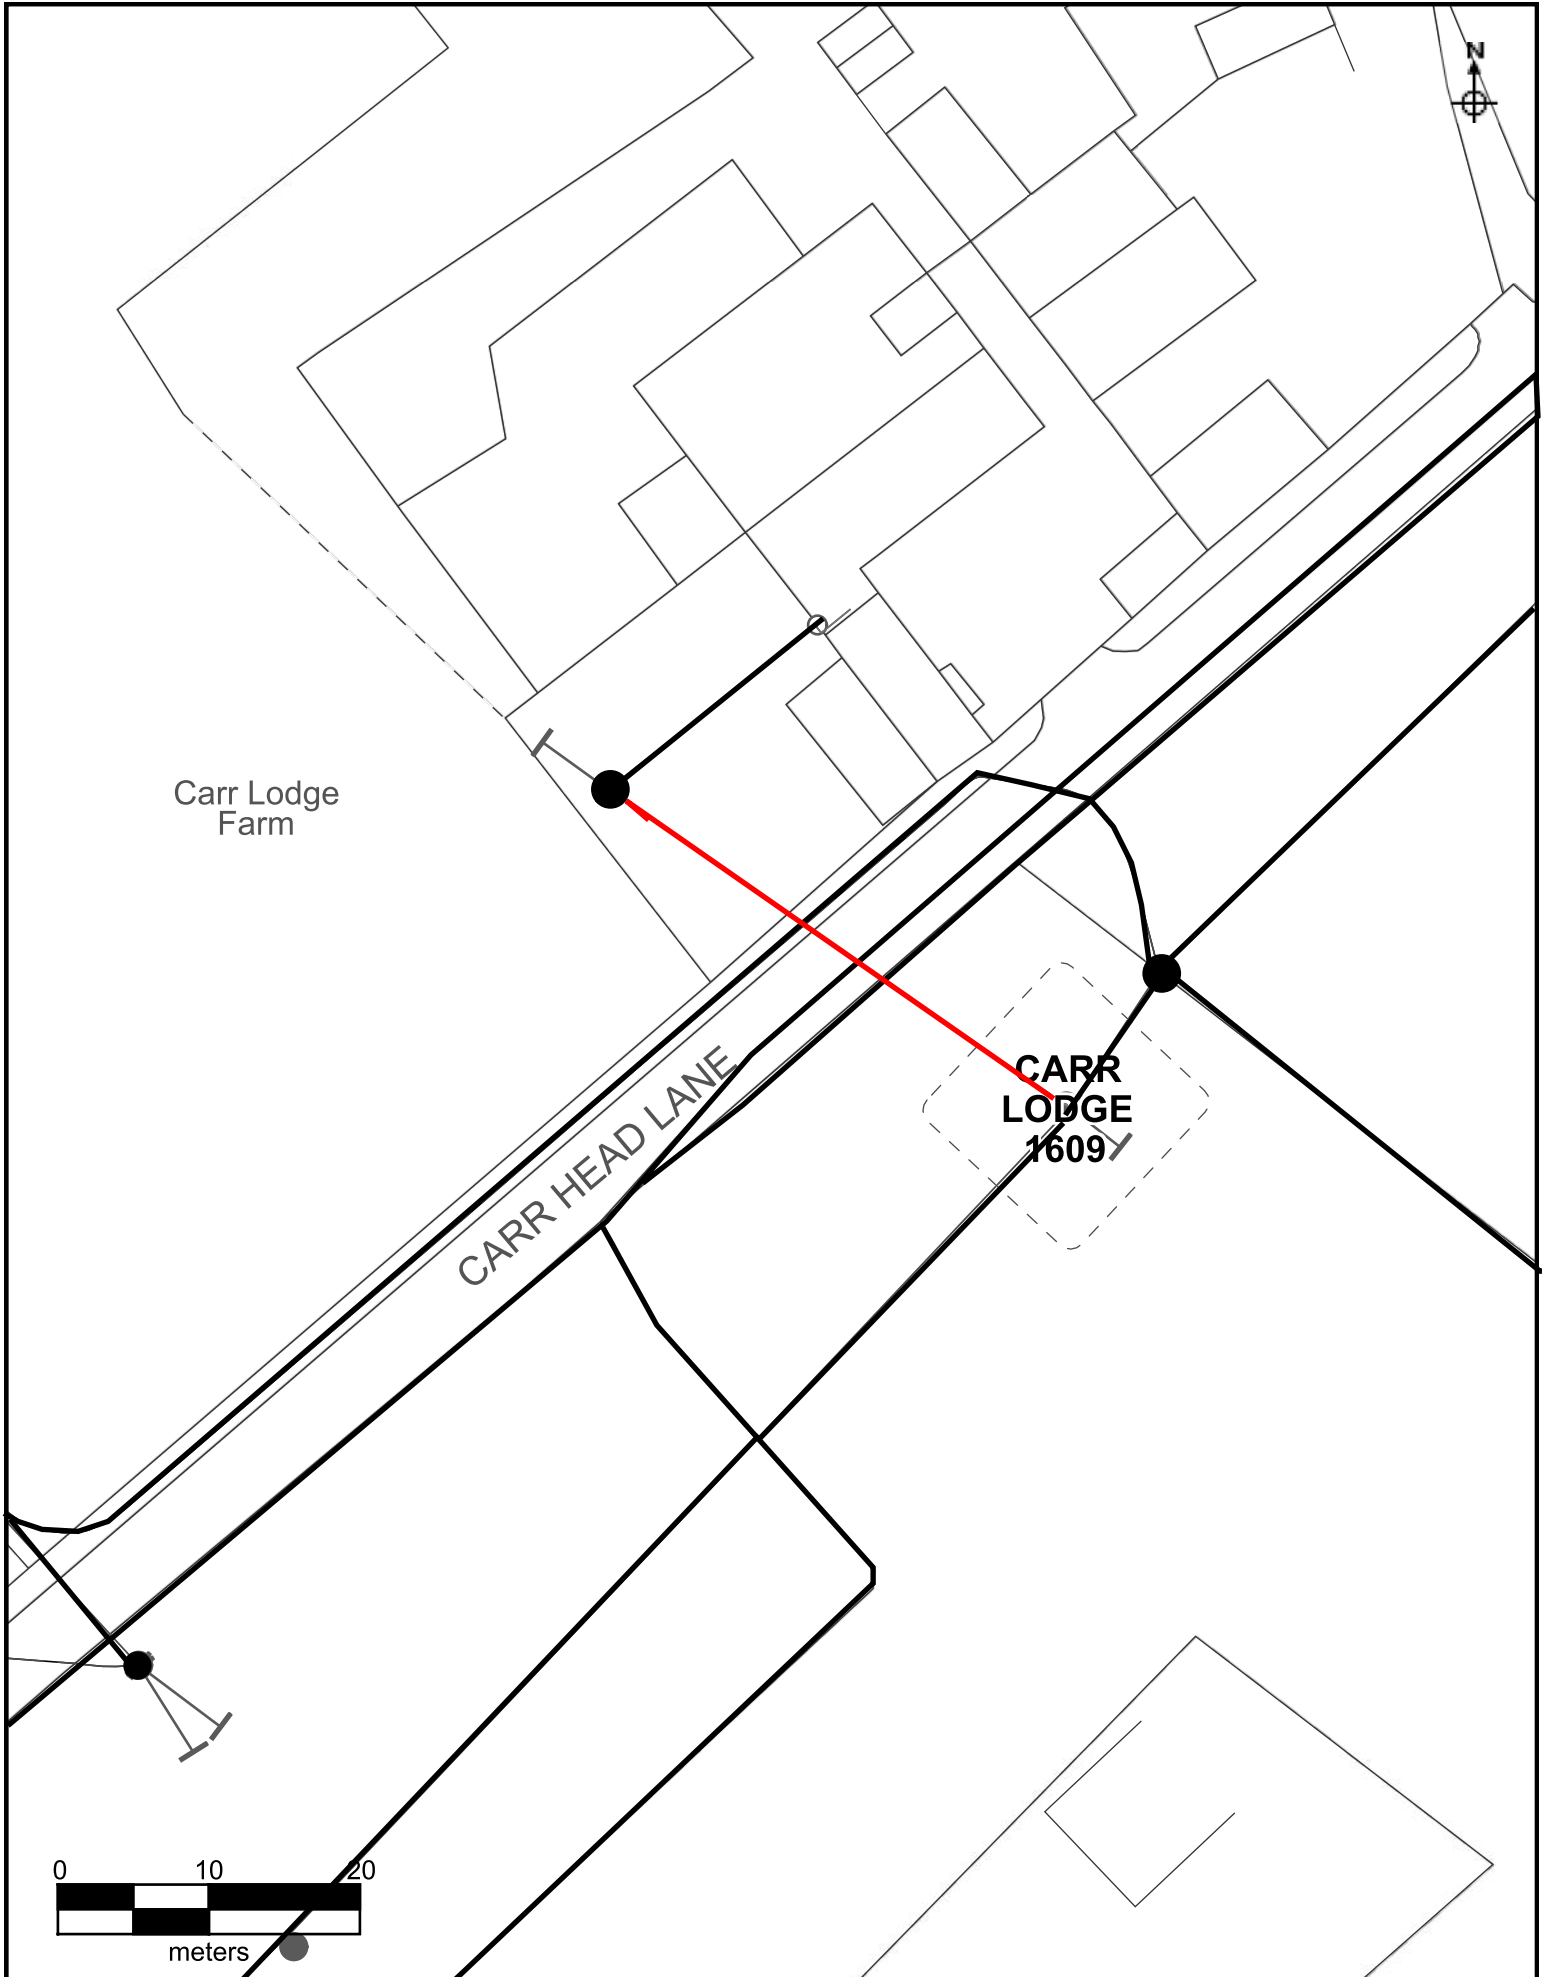 N
Carr Lodge
Farm
CARR
LODGE
1609
CARR HEAD LANE
0 10 20
meters